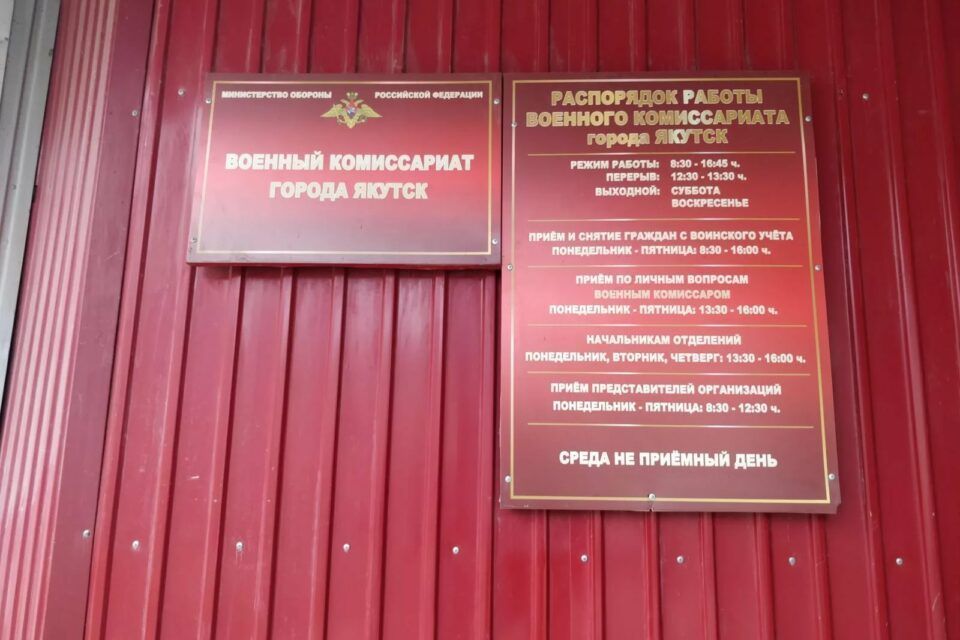 МИНИСТЕРСТВО ОБОРОНЫ РОССИЙСКОЙ ФЕДЕРАЦИИ
ВОЕННЫЙ КОМИССАРИАТ
ГОРОДА ЯКУТСК
РАСПОРЯДОК РАБОТЫ
ВОЕННОГО КОМИССАРИАТА
города ЯКУТСК
РЕЖИМ РАБОТЫ: 8:30 - 16:45 ч.
ПЕРЕРЫВ: 12:30 - 13:30 ч.
ВЫХОДНОЙ: СУББОТА
ВОСКРЕСЕНЬЕ
ПРИЁМ И СНЯТИЕ ГРАЖДАН С ВОИНСКОГО УЧЁТА
ПОНЕДЕЛЬНИК - ПЯТНИЦА: 8:30 - 16:00 ч.
ПРИЁМ ПО ЛИЧНЫМ ВОПРОСАМ
ВОЕННЫМ КОМИССАРОМ
ПОНЕДЕЛЬНИК - ПЯТНИЦА: 13:30 - 16:00 ч.
НАЧАЛЬНИКАМ ОТДЕЛЕНИЙ
ПОНЕДЕЛЬНИК, ВТОРНИК, ЧЕТВЕРГ: 13:30 - 16:00 ч.
ПРИЁМ ПРЕДСТАВИТЕЛЕЙ ОРГАНИЗАЦИЙ
ПОНЕДЕЛЬНИК - ПЯТНИЦА: 8:30 - 12:30 ч.
СРЕДА НЕ ПРИЁМНЫЙ ДЕНЬ